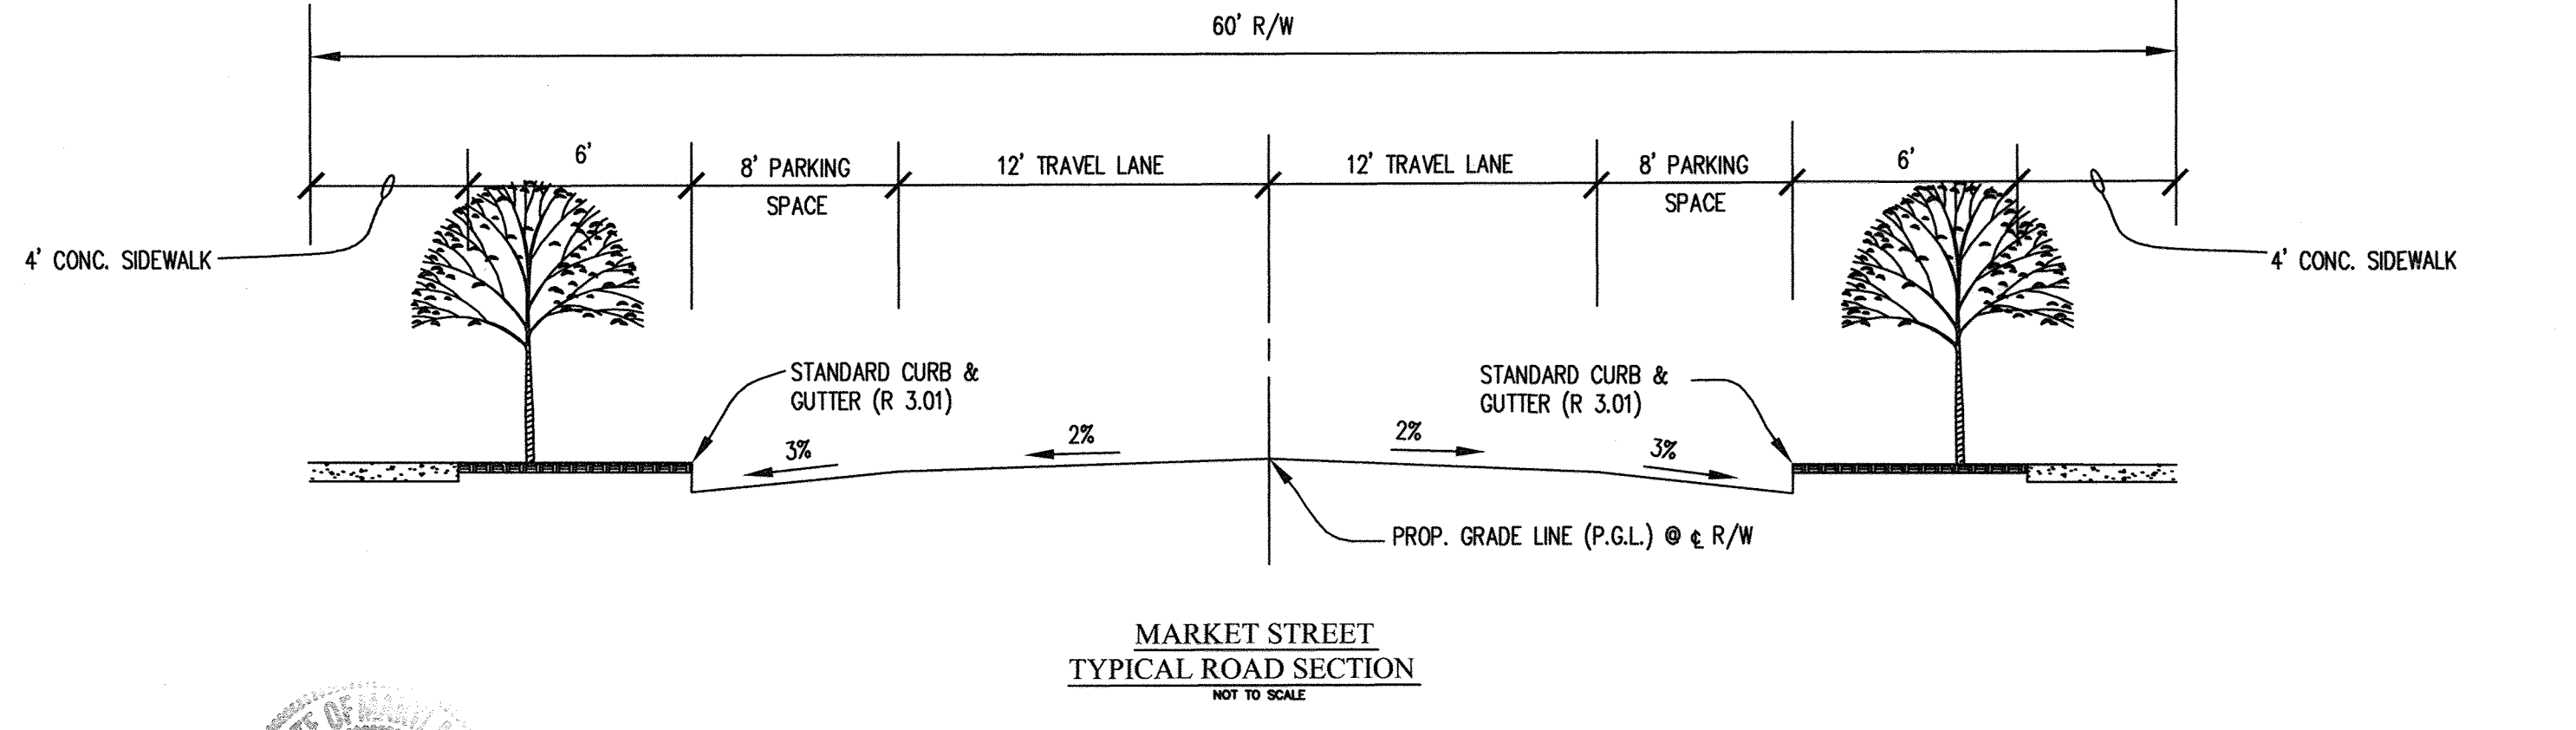 60' R/W
6'
8' PARKING
SPACE
12' TRAVEL LANE
12' TRAVEL LANE
8' PARKING
SPACE
6'
4' CONC. SIDEWALK
4' CONC. SIDEWALK
STANDARD CURB &
GUTTER (R 3.01)
STANDARD CURB &
GUTTER (R 3.01)
3%
2%
2%
3%
PROP. GRADE LINE (P.G.L.) @ ℄ R/W
MARKET STREET
TYPICAL ROAD SECTION
NOT TO SCALE
OF